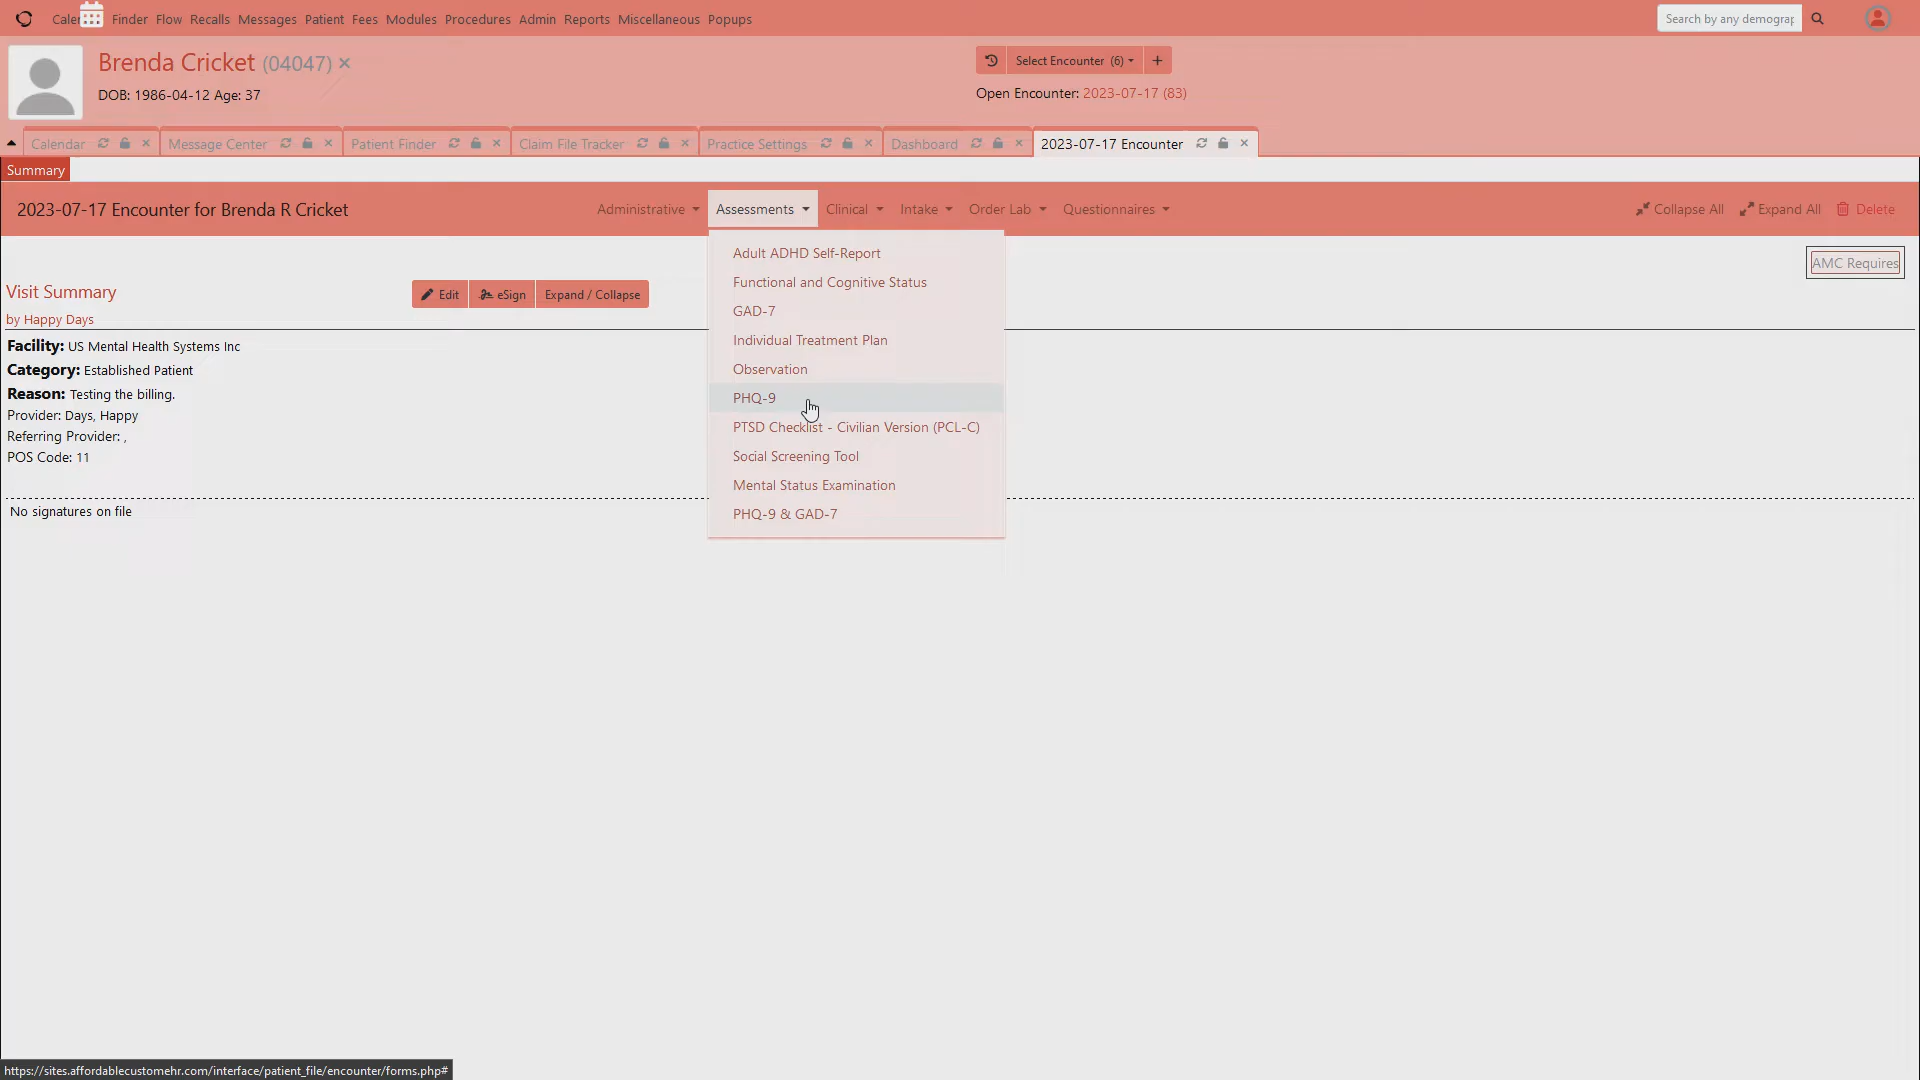 Finder Flow Recalls Messages Patient Fees Modules Procedures Admin Reports Miscellaneous Popups
Search by any demograp
Brenda Cricket (04047)
DOB: 1986-04-12 Age: 37
Select Encounter (6)
Open Encounter: 2023-07-17 (83)
Calendar Message Center Patient Finder Claim File Tracker Practice Settings Dashboard 2023-07-17 Encounter
Summary
2023-07-17 Encounter for Brenda R Cricket
Administrative Assessments Clinical Intake Order Lab Questionnaires
Collapse All Expand All Delete
AMC Requires
Visit Summary
by Happy Days
Edit eSign Expand / Collapse
Facility: US Mental Health Systems Inc
Category: Established Patient
Reason: Testing the billing.
Provider: Days, Happy
Referring Provider: ,
POS Code: 11
No signatures on file
Adult ADHD Self-Report
Functional and Cognitive Status
GAD-7
Individual Treatment Plan
Observation
PHQ-9
PTSD Checklist - Civilian Version (PCL-C)
Social Screening Tool
Mental Status Examination
PHQ-9 & GAD-7
https://sites.affordablecustomehr.com/interface/patient_file/encounter/forms.php#